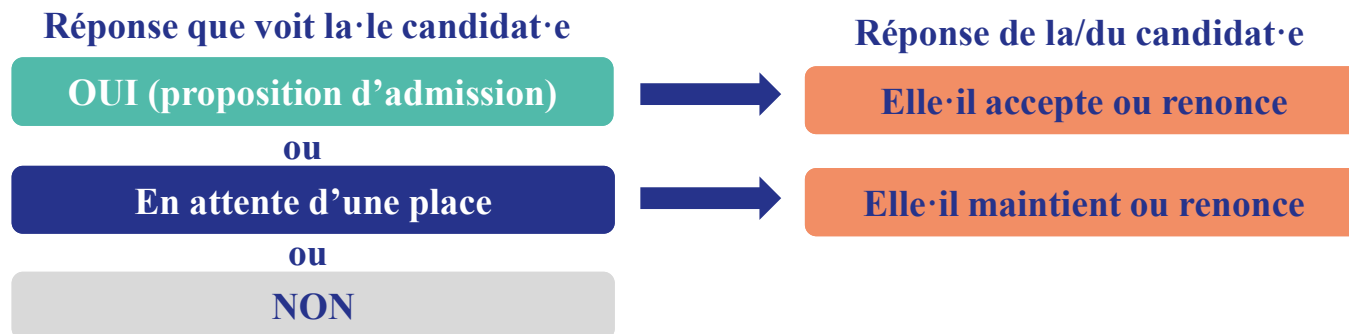 Réponse que voit la·le candidat·e
OUI (proposition d’admission)
ou
En attente d’une place
ou
NON
Réponse de la/du candidat·e
Elle·il accepte ou renonce
Elle·il maintient ou renonce